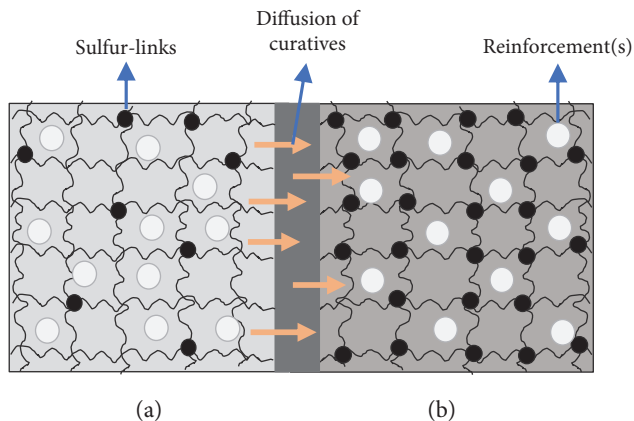 Sulfur-links
Diffusion of
curatives
Reinforcement(s)
(a)
(b)